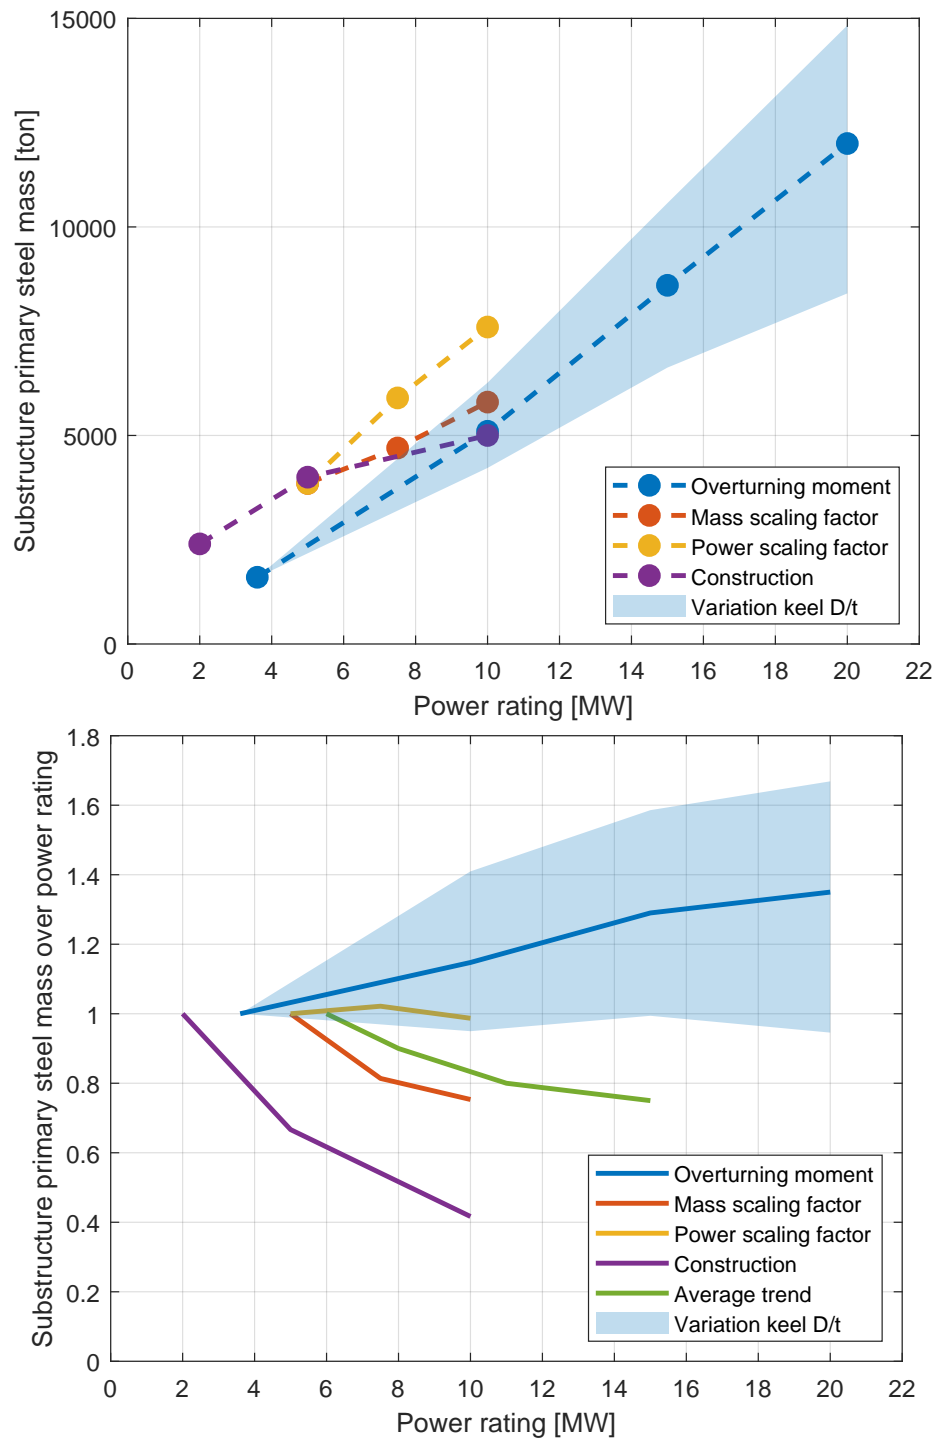 15000
10000
5000
0
Substructure primary steel mass [ton]
0 2 4 6 8 10 12 14 16 18 20 22
Power rating [MW]
Overturning moment
Mass scaling factor
Power scaling factor
Construction
Variation keel D/t
1.8
1.6
1.4
1.2
1
0.8
0.6
0.4
0.2
0
Substructure primary steel mass over power rating
0 2 4 6 8 10 12 14 16 18 20 22
Power rating [MW]
Overturning moment
Mass scaling factor
Power scaling factor
Construction
Average trend
Variation keel D/t